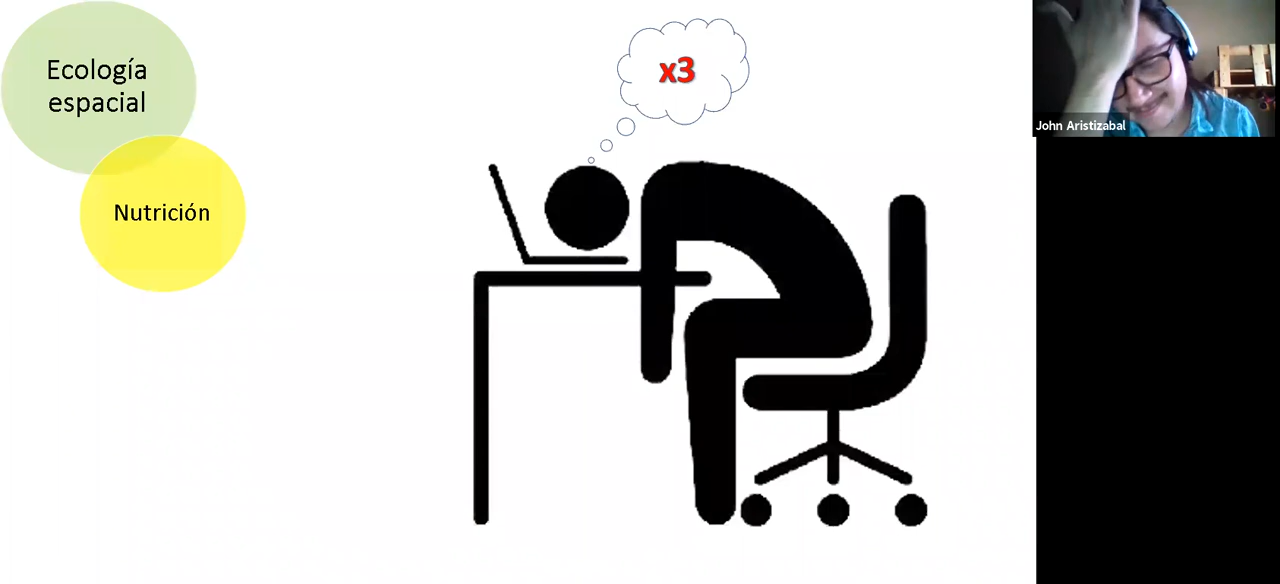 Ecología
espacial
Nutrición
x3
John Aristizabal